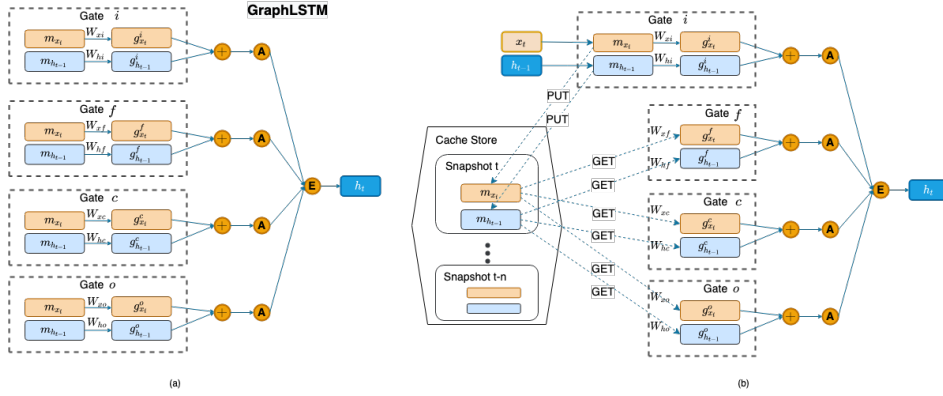 GraphLSTM
Gate i
m_{x_t} W_{xi} g^i_{x_t}
m_{h_{t-1}} W_{hi} g^i_{h_{t-1}}
+ A
Gate f
m_{x_t} W_{xf} g^f_{x_t}
m_{h_{t-1}} W_{hf} g^f_{h_{t-1}}
+ A
E h_t
Gate c
m_{x_t} W_{xc} g^c_{x_t}
m_{h_{t-1}} W_{hc} g^c_{h_{t-1}}
+ A
Gate o
m_{x_t} W_{xo} g^o_{x_t}
m_{h_{t-1}} W_{ho} g^o_{h_{t-1}}
+ A
(a)
Gate i
x_t m_{x_t} W_{xi} g^i_{x_t}
h_{t-1} m_{h_{t-1}} W_{hi} g^i_{h_{t-1}}
+ A
PUT
PUT
Cache Store
Snapshot t
m_{x_t}
m_{h_{t-1}}
Snapshot t-n
GET
GET
GET
GET
GET
GET
Gate f
W_{xf} g^f_{x_t}
W_{hf} g^f_{h_{t-1}}
+ A
E h_t
Gate c
W_{xc} g^c_{x_t}
W_{hc} g^c_{h_{t-1}}
+ A
Gate o
W_{xo} g^o_{x_t}
W_{ho} g^o_{h_{t-1}}
+ A
(b)